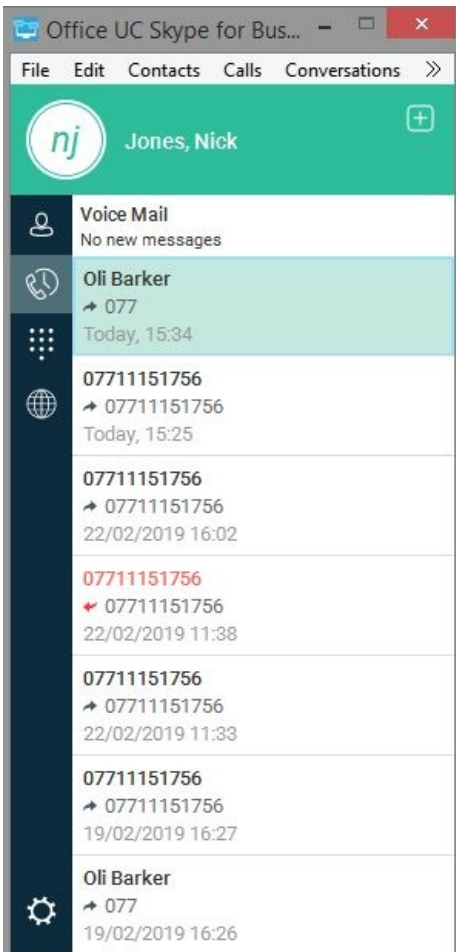 Office UC Skype for Bus...
File Edit Contacts Calls Conversations »
nj
Jones, Nick
Voice Mail
No new messages
Oli Barker
077
Today, 15:34
07711151756
07711151756
Today, 15:25
07711151756
07711151756
22/02/2019 16:02
07711151756
07711151756
22/02/2019 11:38
07711151756
07711151756
22/02/2019 11:33
07711151756
07711151756
19/02/2019 16:27
Oli Barker
077
19/02/2019 16:26